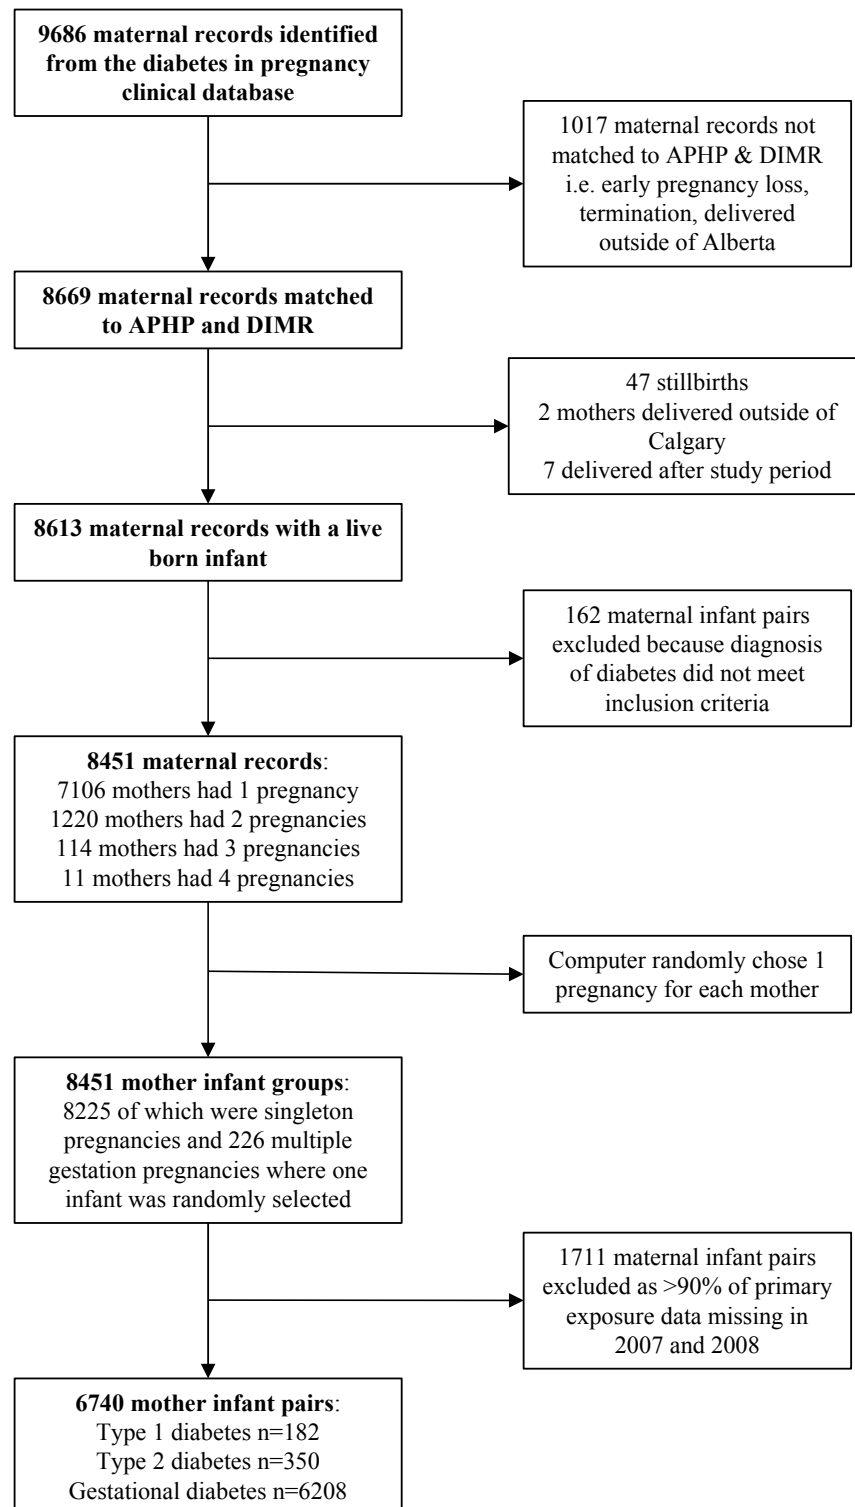 9686 maternal records identified
from the diabetes in pregnancy
clinical database
1017 maternal records not
matched to APHP & DIMR
i.e. early pregnancy loss,
termination, delivered
outside of Alberta
8669 maternal records matched
to APHP and DIMR
47 stillbirths
2 mothers delivered outside of
Calgary
7 delivered after study period
8613 maternal records with a live
born infant
162 maternal infant pairs
excluded because diagnosis
of diabetes did not meet
inclusion criteria
8451 maternal records:
7106 mothers had 1 pregnancy
1220 mothers had 2 pregnancies
114 mothers had 3 pregnancies
11 mothers had 4 pregnancies
Computer randomly chose 1
pregnancy for each mother
8451 mother infant groups:
8225 of which were singleton
pregnancies and 226 multiple
gestation pregnancies where one
infant was randomly selected
1711 maternal infant pairs
excluded as >90% of primary
exposure data missing in
2007 and 2008
6740 mother infant pairs:
Type 1 diabetes n=182
Type 2 diabetes n=350
Gestational diabetes n=6208